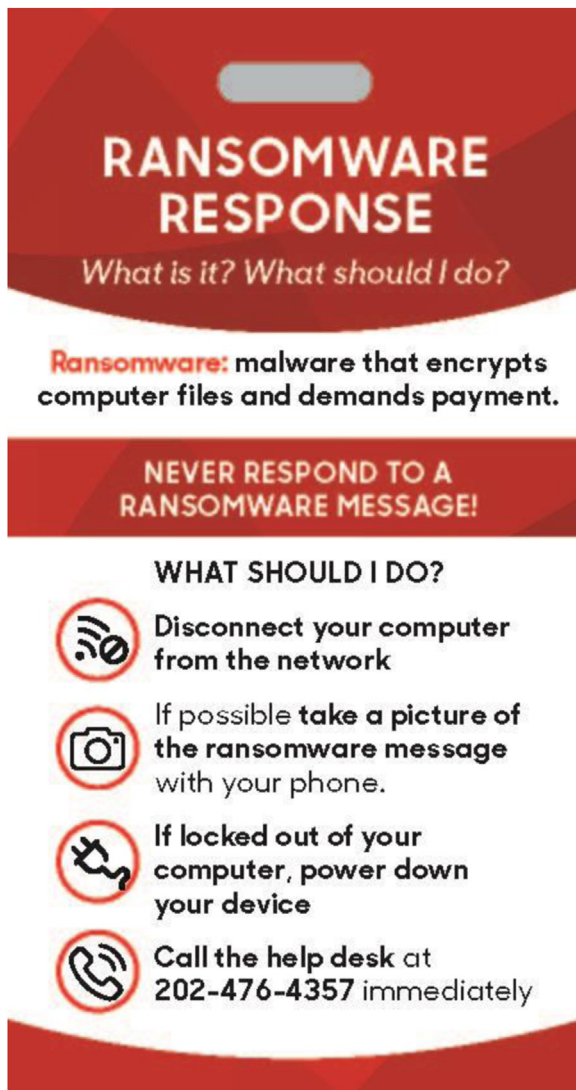 RANSOMWARE
RESPONSE
What is it? What should I do?
Ransomware: malware that encrypts
computer files and demands payment.
NEVER RESPOND TO A
RANSOMWARE MESSAGE!
WHAT SHOULD I DO?
Disconnect your computer
from the network
If possible take a picture of
the ransomware message
with your phone.
If locked out of your
computer, power down
your device
Call the help desk at
202-476-4357 immediately